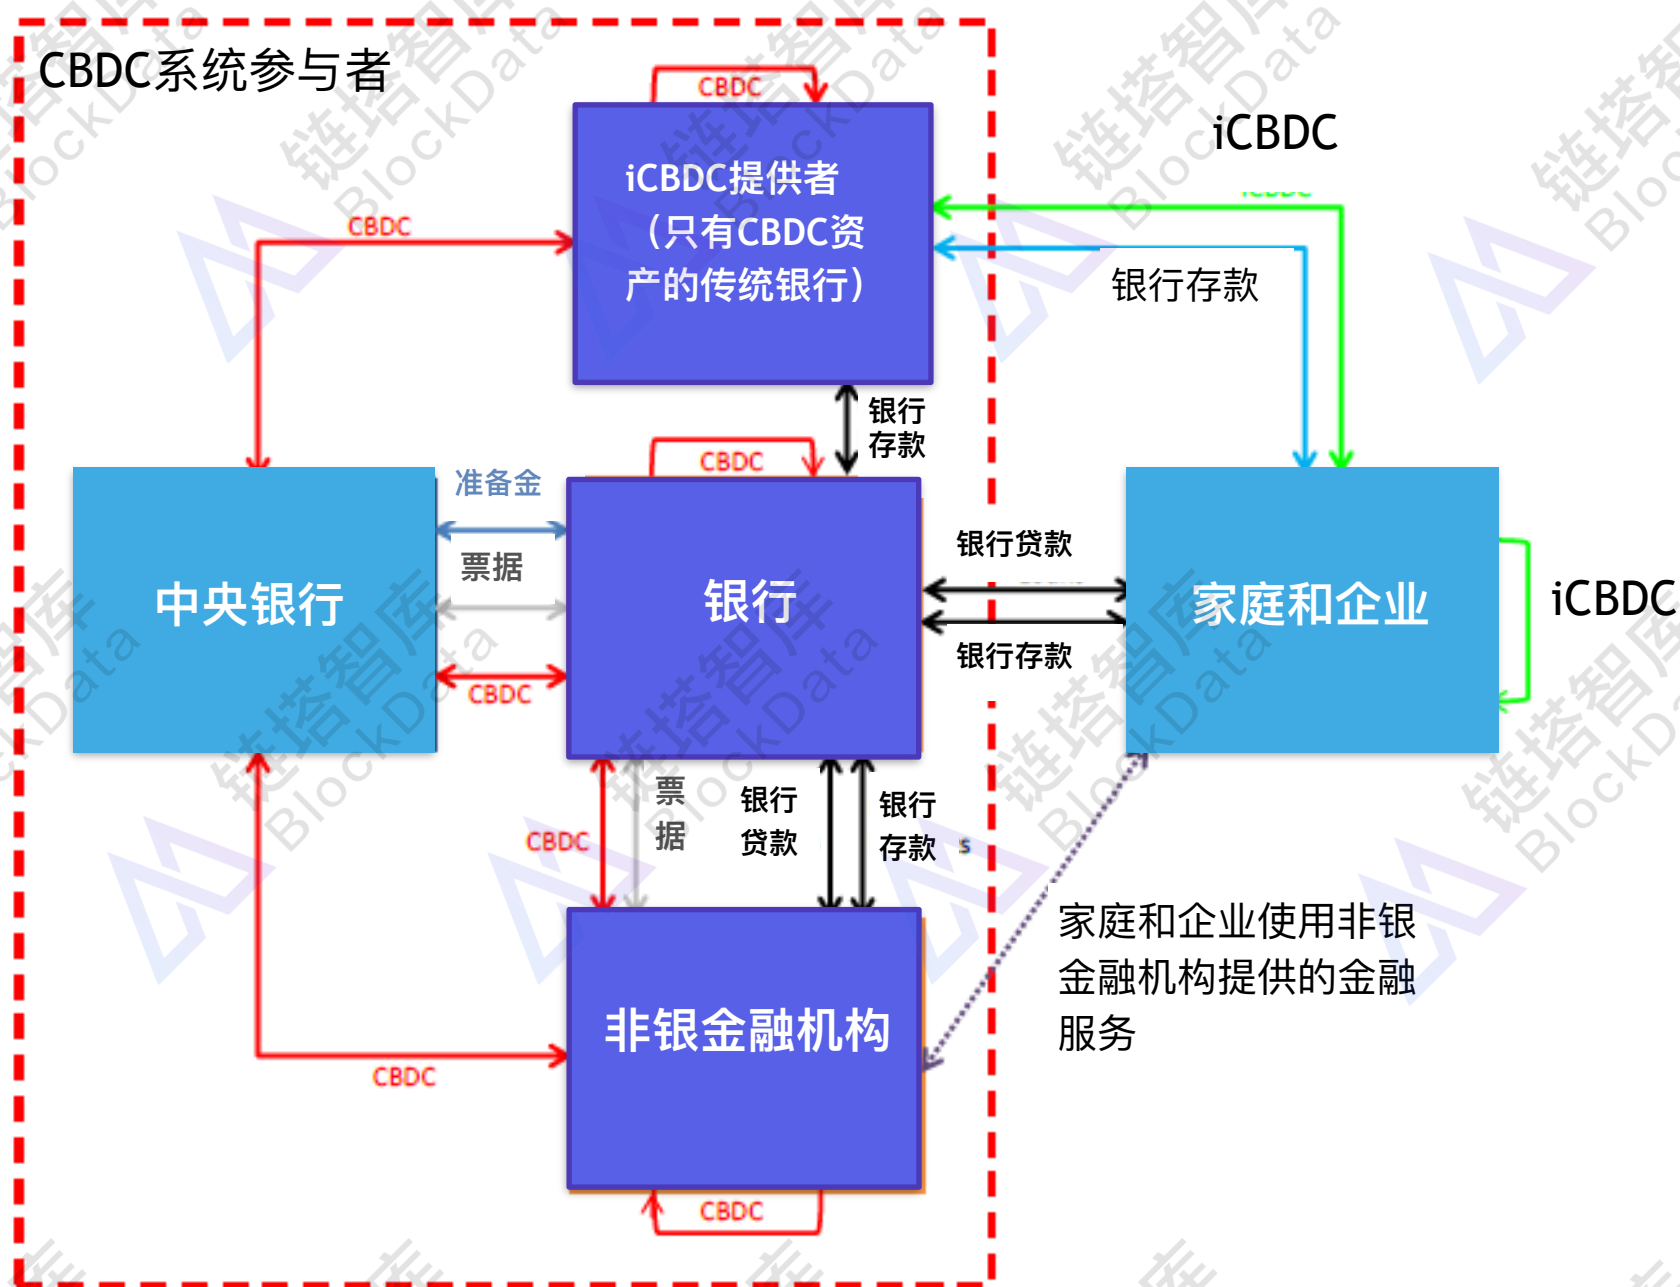 CBDC系统参与者
CBDC
iCBDC
iCBDC提供者
（只有CBDC资
产的传统银行）
CBDC
银行存款
银行
存款
CBDC
准备金
票据
中央银行
银行
银行贷款
家庭和企业
iCBDC
银行存款
CBDC
CBDC
票
据
银行
贷款
银行
存款
s
家庭和企业使用非银
金融机构提供的金融
服务
非银金融机构
CBDC
CBDC
链塔智库
BlockData